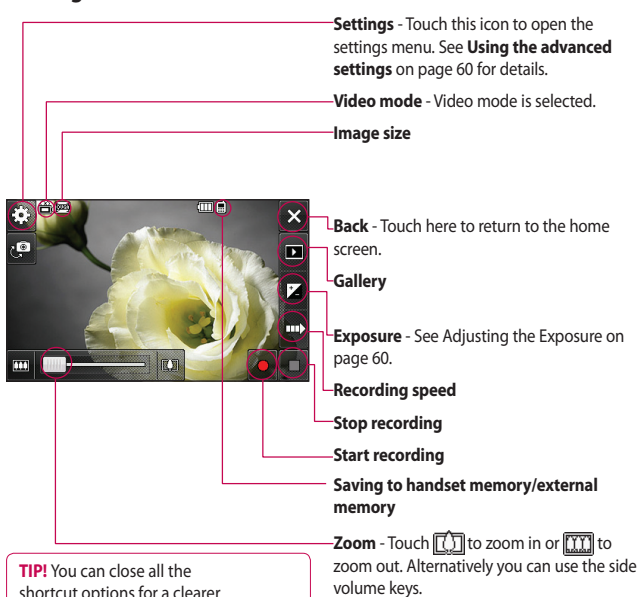 Settings - Touch this icon to open the
settings menu. See Using the advanced
settings on page 60 for details.
Video mode - Video mode is selected.
Image size
Back - Touch here to return to the home
screen.
Gallery
Exposure - See Adjusting the Exposure on
page 60.
Recording speed
Stop recording
Start recording
Saving to handset memory/external
memory
Zoom - Touch to zoom in or to
zoom out. Alternatively you can use the side
volume keys.
TIP! You can close all the
shortcut options for a clearer